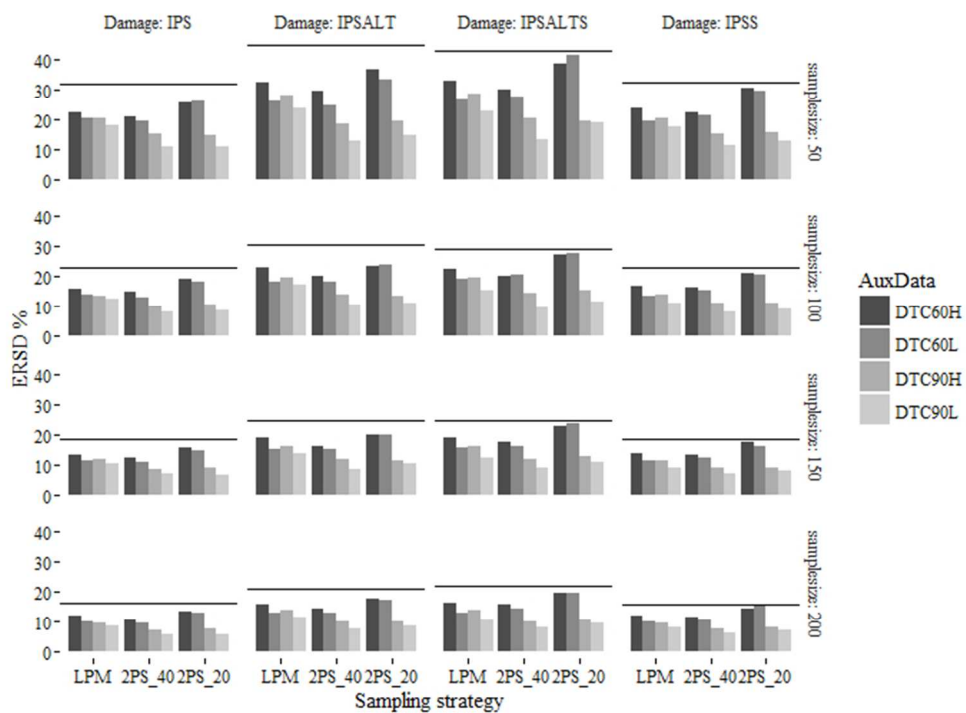 Damage: IPS Damage: IPSALT Damage: IPSALTS Damage: IPSS
40
30
20
10
0
samplesize: 50
40
30
20
10
0
samplesize: 100
40
30
20
10
0
samplesize: 150
40
30
20
10
0
samplesize: 200
ERSD %
LPM 2PS_40 2PS_20 LPM 2PS_40 2PS_20 LPM 2PS_40 2PS_20 LPM 2PS_40 2PS_20
Sampling strategy
AuxData
DTC60H
DTC60L
DTC90H
DTC90L